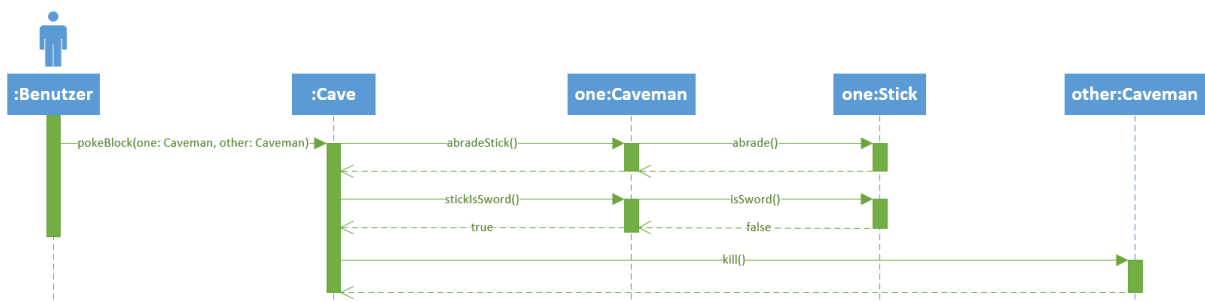 :Benutzer
:Cave
one:Caveman
one:Stick
other:Caveman
pokeBlock(one: Caveman, other: Caveman)
abradeStick()
abrade()
stickIsSword()
isSword()
true
false
kill()